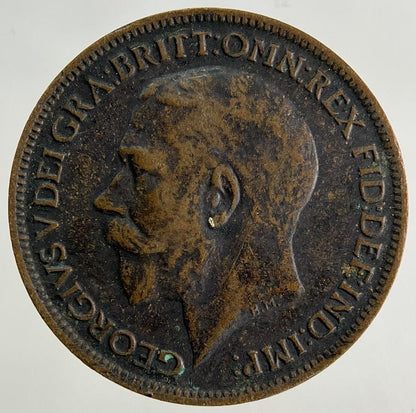 GEORGIVS V DEI GRA:BRITT:OMN:REX FID:DEF:IND:IMP:
B.M.